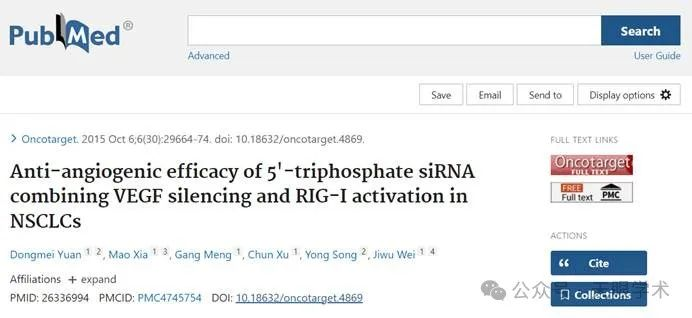 PubMed®
Search
Advanced
User Guide
Save
Email
Send to
Display options
> Oncotarget. 2015 Oct 6;6(30):29664-74. doi: 10.18632/oncotarget.4869.
Anti-angiogenic efficacy of 5'-triphosphate siRNA
combining VEGF silencing and RIG-I activation in
NSCLCs
Dongmei Yuan 1 2, Mao Xia 1 3, Gang Meng 1, Chun Xu 1, Yong Song 2, Jiwu Wei 1 4
Affiliations + expand
PMID: 26336994 PMCID: PMC4745754 DOI: 10.18632/oncotarget.4869
FULL TEXT LINKS
Oncotarget
FULL TEXT
FREE
Full text PMC
ACTIONS
Cite
Collections
公众号
学术